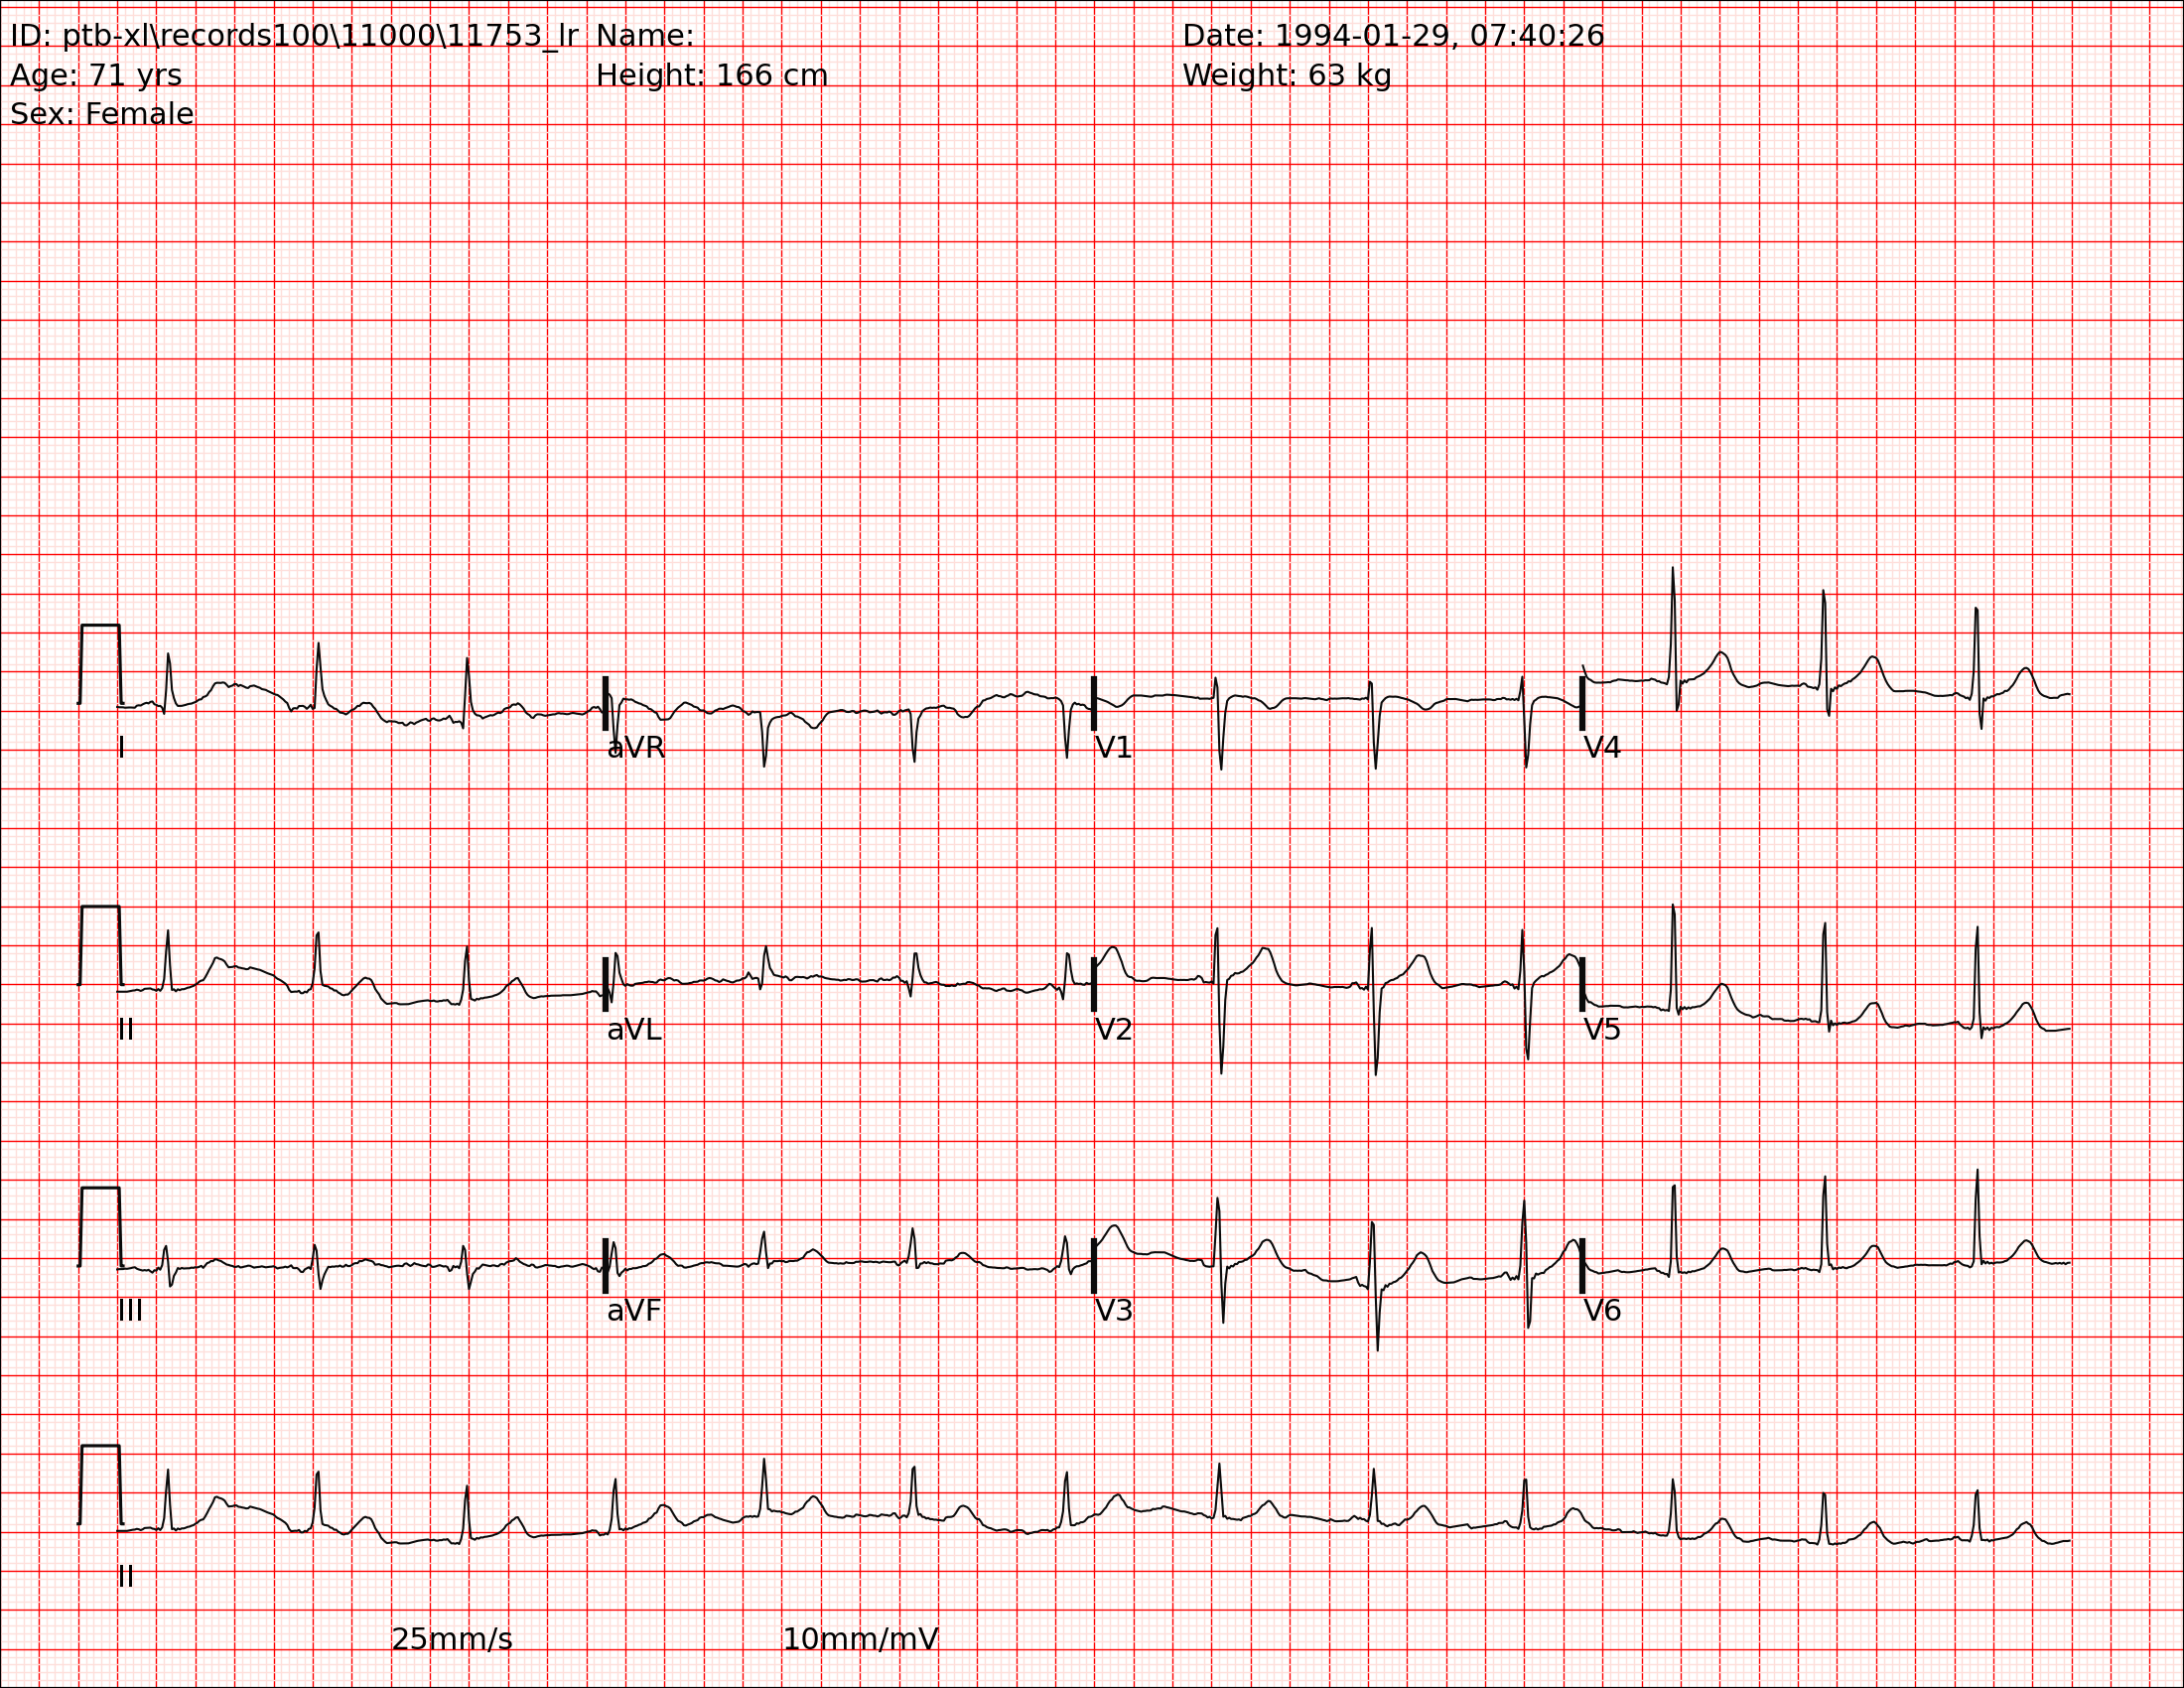 ID: ptb-xl\records100\11000\11753_lr Name: Date: 1994-01-29, 07:40:26
Age: 71 yrs Height: 166 cm Weight: 63 kg
Sex: Female
I aVR V1 V4
II aVL V2 V5
III aVF V3 V6
II
25mm/s 10mm/mV